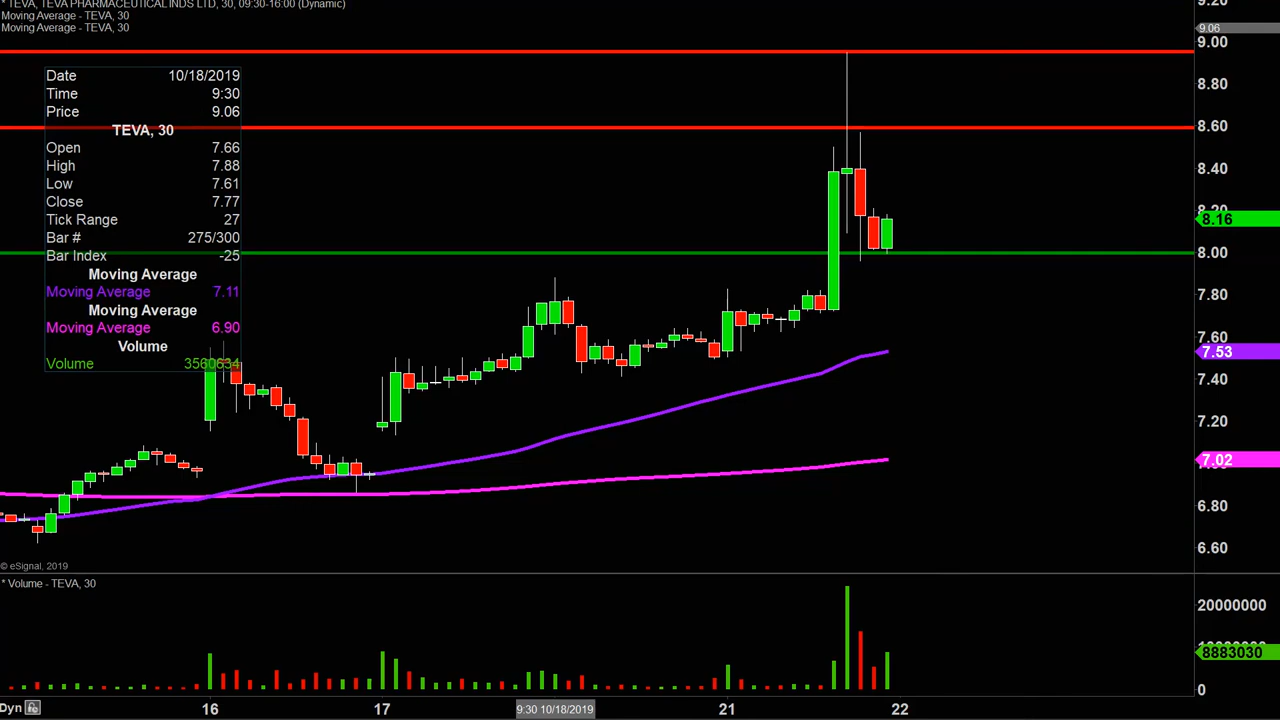 * TEVA, TEVA PHARMACEUTICAL INDS LTD, 30, 09:30-16:00 (Dynamic)
Moving Average - TEVA, 30
Moving Average - TEVA, 30
Date 10/18/2019
Time 9:30
Price 9.06
TEVA, 30
Open 7.66
High 7.88
Low 7.61
Close 7.77
Tick Range 27
Bar # 275/300
Bar Index -25
Moving Average
Moving Average 7.11
Moving Average
Moving Average 6.90
Volume
Volume 3560634
9.20
9.06
9.00
8.80
8.60
8.40
8.20
8.16
8.00
7.80
7.60
7.53
7.40
7.20
7.02
6.80
6.60
© eSignal, 2019
* Volume - TEVA, 30
20000000
8883030
0
Dyn
16
17
9:30 10/18/2019
21
22